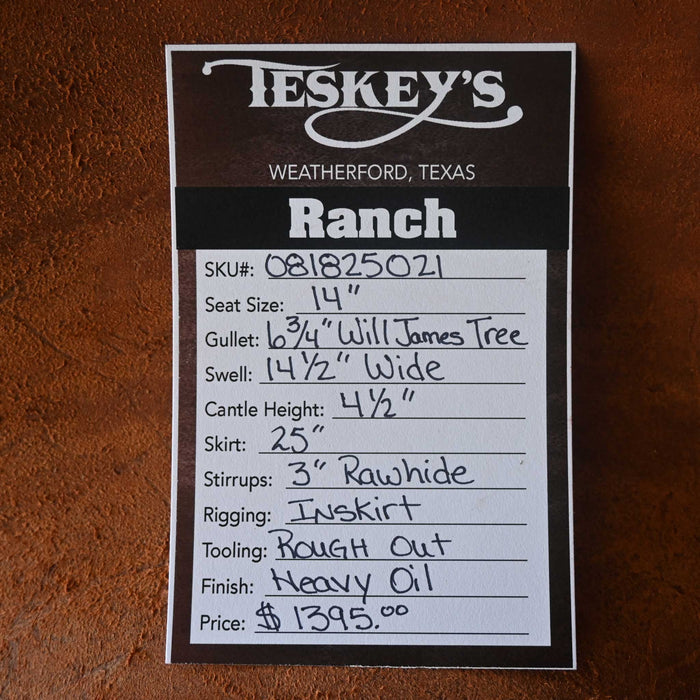 TESKEY'S
WEATHERFORD, TEXAS
Ranch
SKU#: 081825021
Seat Size: 14"
Gullet: 6 3/4" Will James Tree
Swell: 14 1/2" Wide
Cantle Height: 4 1/2"
Skirt: 25"
Stirrups: 3" Rawhide
Rigging: Inskirt
Tooling: ROUGH Out
Finish: Heavy Oil
Price: $ 1395.00